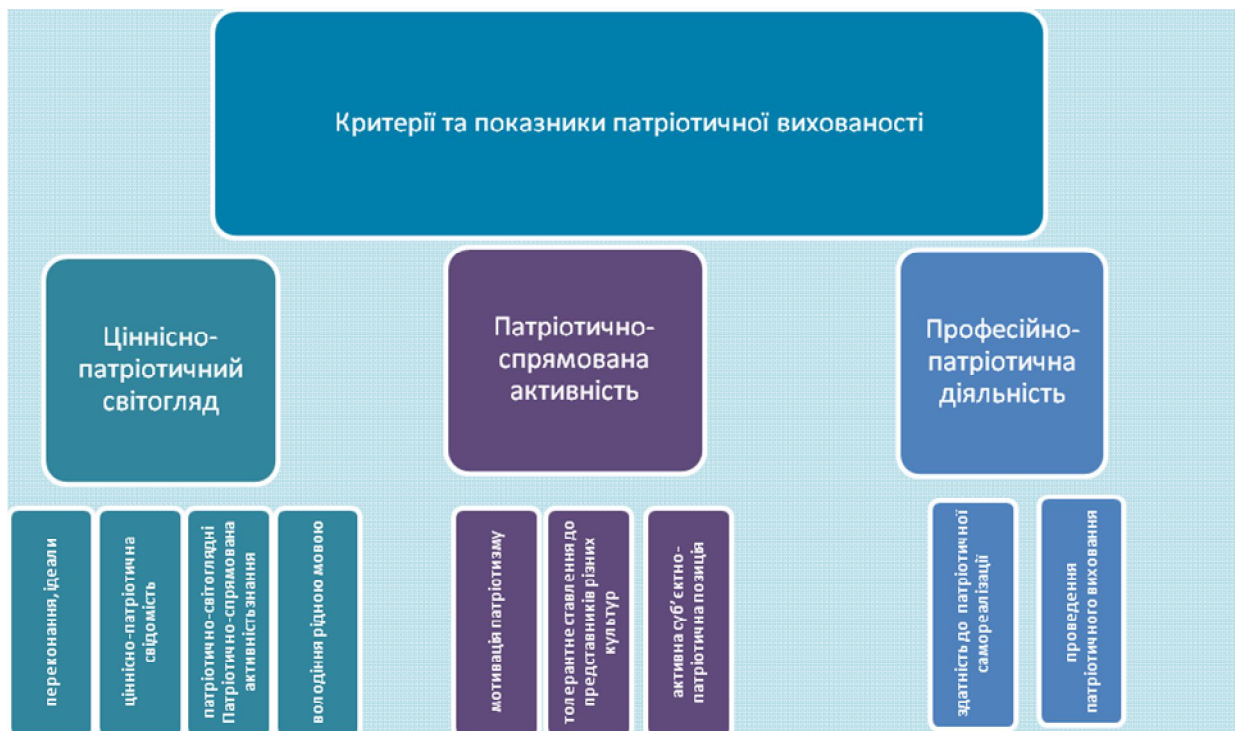 Критерії та показники патріотичної вихованості
Ціннісно-
патріотичний
світогляд
Патріотично-
спрямована
активність
Професійно-
патріотична
діяльність
переконання, ідеали
ціннісно-патріотична
свідомість
патріотично-світоглядні
Патріотично-спрямована
активність знання
володіння рідною мовою
мотивація патріотизму
толерантне ставлення до
представників різних
культур
активна суб’єктно-
патріотична позиція
здатність до патріотичної
самореалізації
проведення
патріотичного виховання